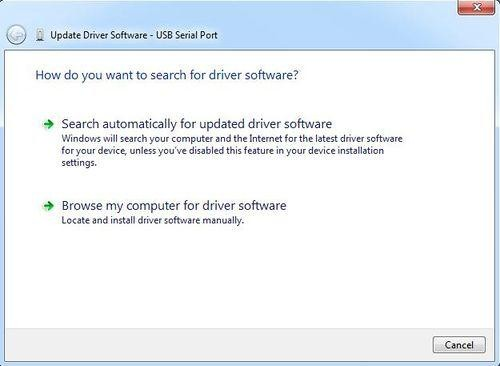 Update Driver Software - USB Serial Port
How do you want to search for driver software?
Search automatically for updated driver software
Windows will search your computer and the Internet for the latest driver software
for your device, unless you've disabled this feature in your device installation
settings.
Browse my computer for driver software
Locate and install driver software manually.
Cancel